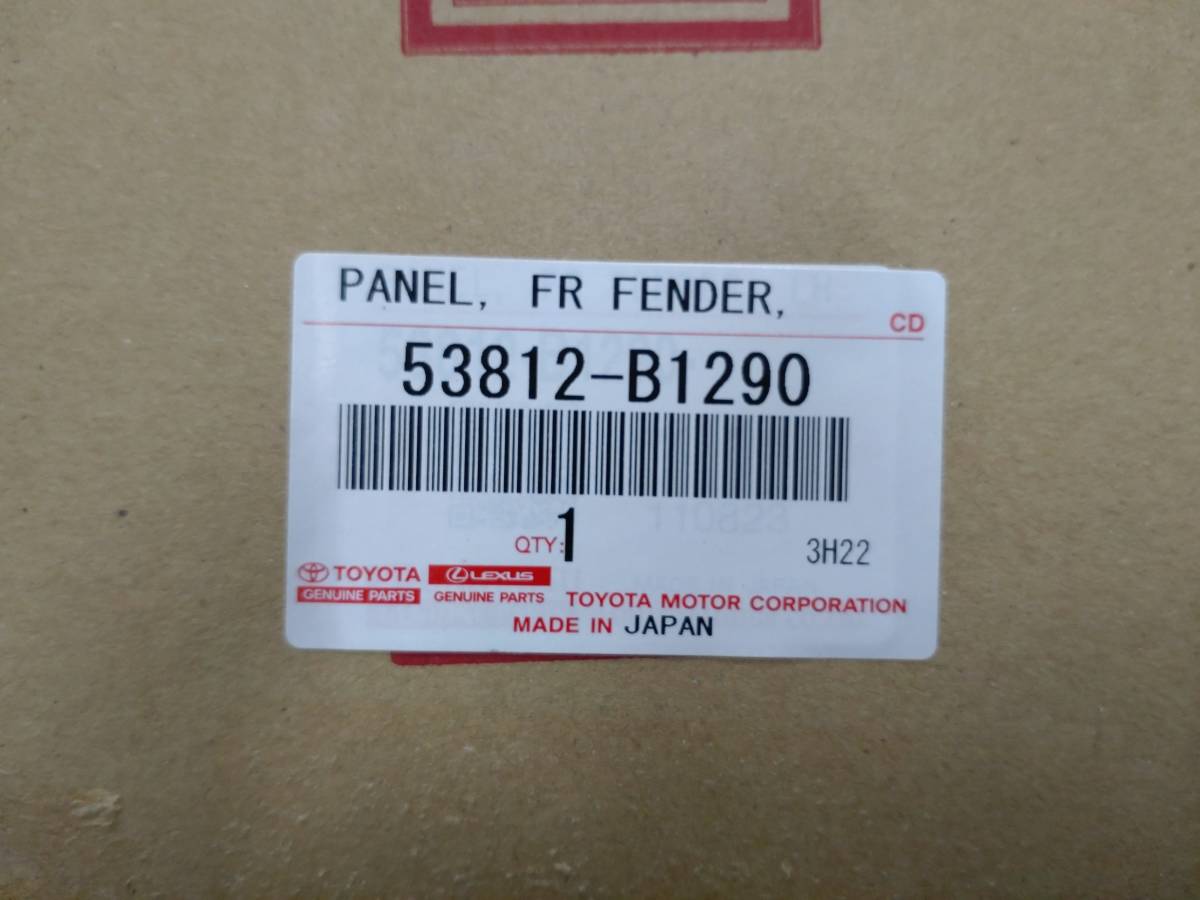 PANEL, FR FENDER,
CD
53812-B1290
QTY: 1
3H22
TOYOTA
GENUINE PARTS
LEXUS
GENUINE PARTS
TOYOTA MOTOR CORPORATION
MADE IN JAPAN
110823